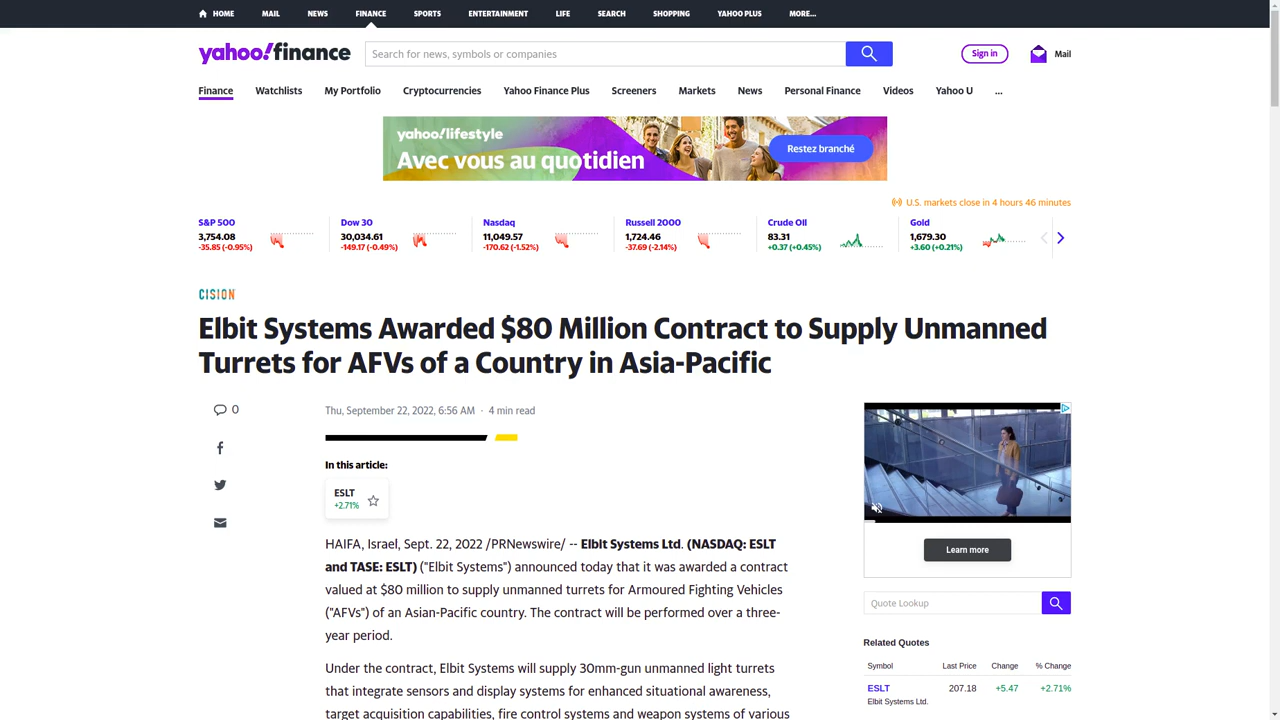 HOME MAIL NEWS FINANCE SPORTS ENTERTAINMENT LIFE SEARCH SHOPPING YAHOO PLUS MORE...
yahoo!finance
Search for news, symbols or companies
Sign in
Mail
Finance Watchlists My Portfolio Cryptocurrencies Yahoo Finance Plus Screeners Markets News Personal Finance Videos Yahoo U ...
yahoo!lifestyle
Avec vous au quotidien
Restez branché
U.S. markets close in 4 hours 46 minutes
S&P 500
3,754.08
-35.85 (-0.95%)
Dow 30
30,034.61
-149.17 (-0.49%)
Nasdaq
11,049.57
-170.62 (-1.52%)
Russell 2000
1,724.46
-37.69 (-2.14%)
Crude Oil
83.31
+0.37 (+0.45%)
Gold
1,679.30
+3.60 (+0.21%)
CISION
Elbit Systems Awarded $80 Million Contract to Supply Unmanned
Turrets for AFVs of a Country in Asia-Pacific
0
Thu, September 22, 2022, 6:56 AM · 4 min read
In this article:
ESLT
+2.71%
HAIFA, Israel, Sept. 22, 2022 /PRNewswire/ -- Elbit Systems Ltd. (NASDAQ: ESLT
and TASE: ESLT) ("Elbit Systems") announced today that it was awarded a contract
valued at $80 million to supply unmanned turrets for Armoured Fighting Vehicles
("AFVs") of an Asian-Pacific country. The contract will be performed over a three-
year period.
Under the contract, Elbit Systems will supply 30mm-gun unmanned light turrets
that integrate sensors and display systems for enhanced situational awareness,
target acquisition capabilities, fire control systems and weapon systems of various
Learn more
Quote Lookup
Related Quotes
Symbol Last Price Change % Change
ESLT 207.18 +5.47 +2.71%
Elbit Systems Ltd.